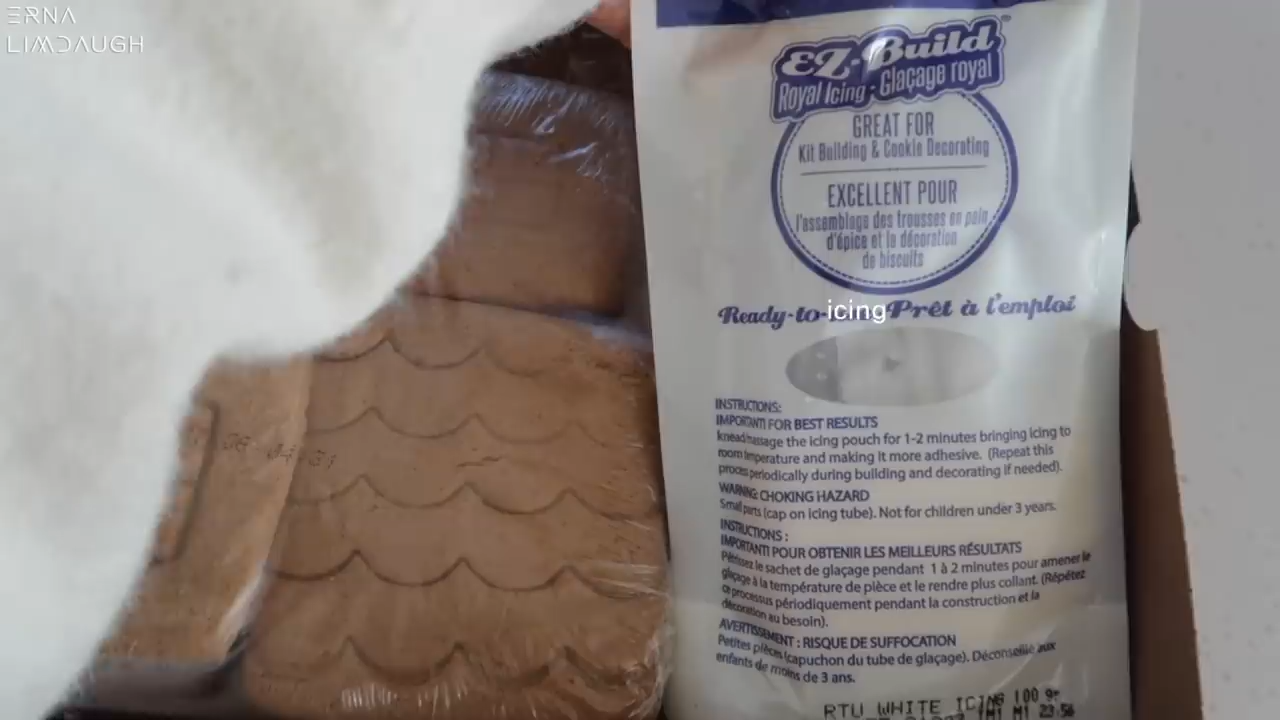 ERNA
LIMDAUGH
EZ-Build™
Royal Icing • Glaçage royal
GREAT FOR
Kit Building & Cookie Decorating
EXCELLENT POUR
l'assemblage des trousses en pain
d'épice et la décoration
de biscuits
Ready-to- Prêt à l'emploi
icing
INSTRUCTIONS:
IMPORTANT! FOR BEST RESULTS
knead/massage the icing pouch for 1-2 minutes bringing icing to
room temperature and making it more adhesive. (Repeat this
process periodically during building and decorating if needed).
WARNING: CHOKING HAZARD
Small parts (cap on icing tube). Not for children under 3 years.
INSTRUCTIONS :
IMPORTANT! POUR OBTENIR LES MEILLEURS RÉSULTATS
Pétrissez le sachet de glaçage pendant 1 à 2 minutes pour amener le
glaçage à la température de pièce et le rendre plus collant. (Répétez
ce processus périodiquement pendant la construction et la
décoration au besoin).
AVERTISSEMENT : RISQUE DE SUFFOCATION
Petites pièces (capuchon du tube de glaçage). Déconseillé aux
enfants de moins de 3 ans.
RTU WHITE ICING 100 g
M1 23:56